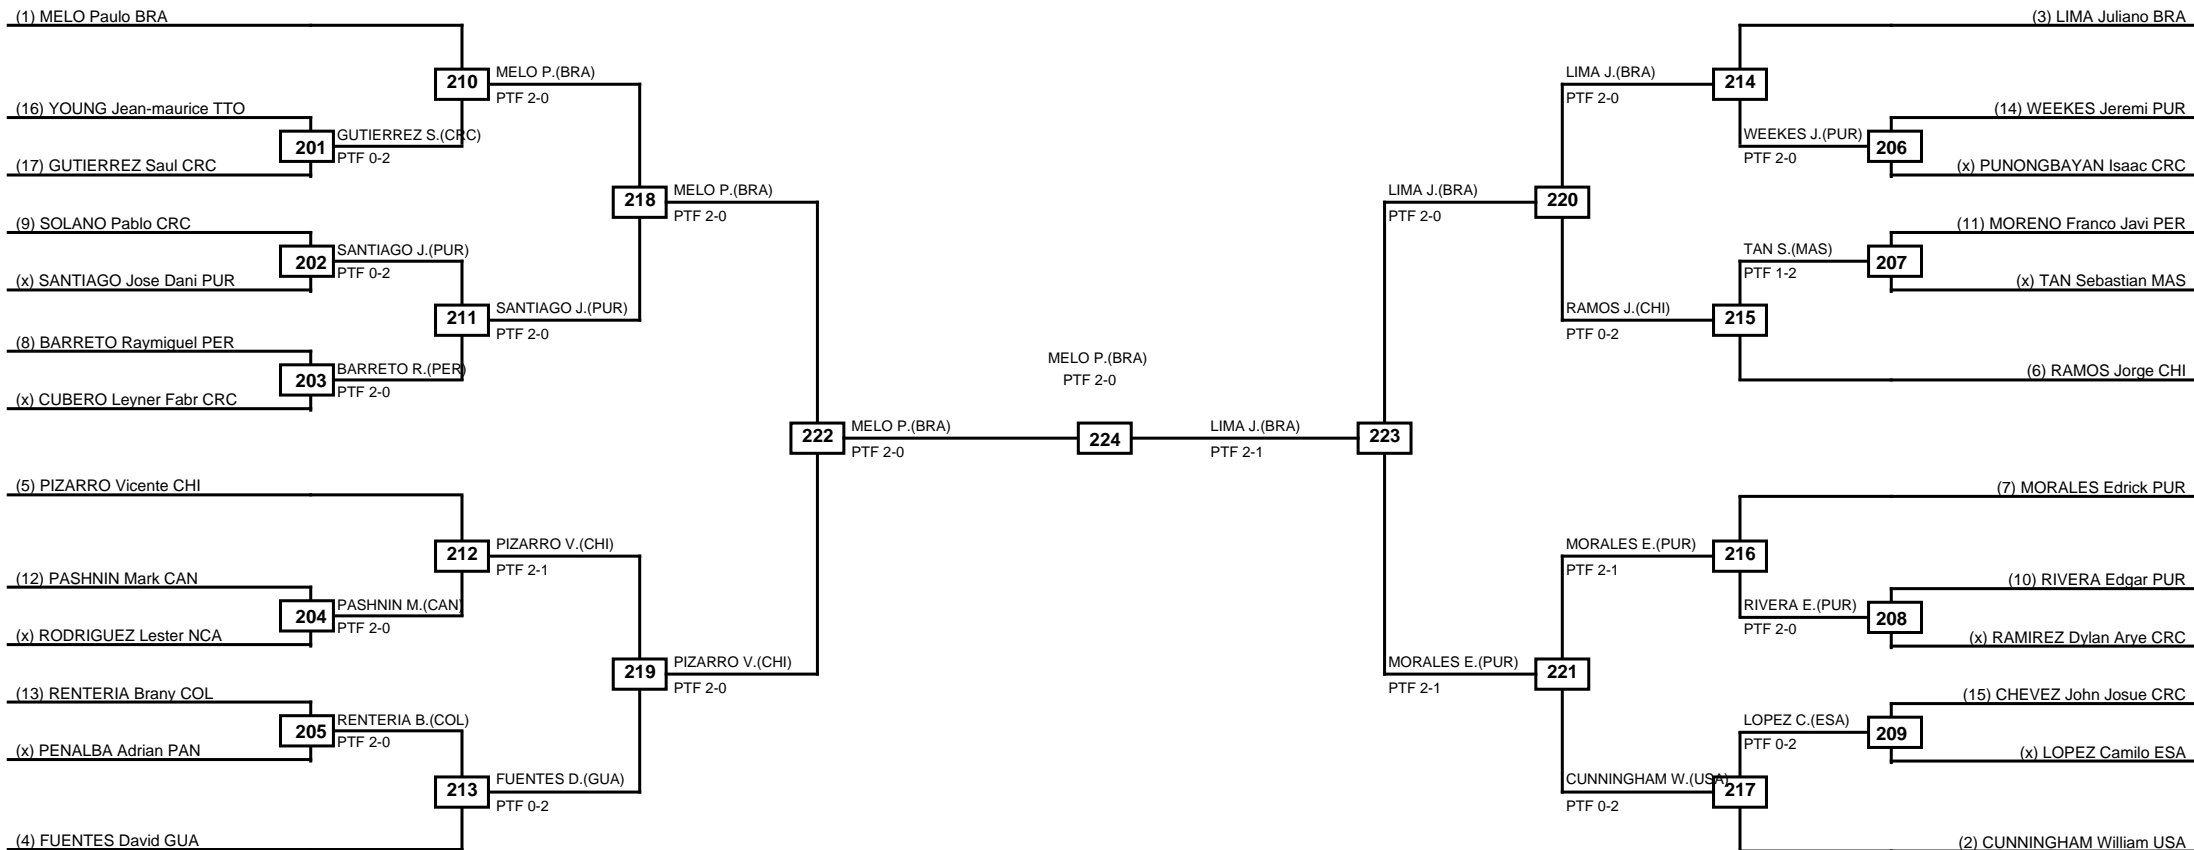 (1) MELO Paulo BRA
210
MELO P.(BRA)
PTF 2-0
(16) YOUNG Jean-maurice TTO
201
GUTIERREZ S.(CRC)
PTF 0-2
(17) GUTIERREZ Saul CRC
218
MELO P.(BRA)
PTF 2-0
(9) SOLANO Pablo CRC
202
SANTIAGO J.(PUR)
PTF 0-2
(x) SANTIAGO Jose Dani PUR
211
SANTIAGO J.(PUR)
PTF 2-0
(8) BARRETO Raymiguel PER
203
BARRETO R.(PER)
PTF 2-0
(x) CUBERO Leyner Fabr CRC
222
MELO P.(BRA)
PTF 2-0
(5) PIZARRO Vicente CHI
212
PIZARRO V.(CHI)
PTF 2-1
(12) PASHNIN Mark CAN
204
PASHNIN M.(CAN)
PTF 2-0
(x) RODRIGUEZ Lester NCA
219
PIZARRO V.(CHI)
PTF 2-0
(13) RENTERIA Brany COL
205
RENTERIA B.(COL)
PTF 2-0
(x) PENALBA Adrian PAN
213
FUENTES D.(GUA)
PTF 0-2
(4) FUENTES David GUA
MELO P.(BRA)
PTF 2-0
224
LIMA J.(BRA)
PTF 2-1
223
(3) LIMA Juliano BRA
LIMA J.(BRA)
PTF 2-0
214
(14) WEEKES Jeremi PUR
WEEKES J.(PUR)
PTF 2-0
206
(x) PUNONGBAYAN Isaac CRC
LIMA J.(BRA)
PTF 2-0
220
(11) MORENO Franco Javi PER
TAN S.(MAS)
PTF 1-2
207
(x) TAN Sebastian MAS
RAMOS J.(CHI)
PTF 0-2
215
(6) RAMOS Jorge CHI
(7) MORALES Edrick PUR
MORALES E.(PUR)
PTF 2-1
216
(10) RIVERA Edgar PUR
RIVERA E.(PUR)
PTF 2-0
208
(x) RAMIREZ Dylan Arye CRC
MORALES E.(PUR)
PTF 2-1
221
(15) CHEVEZ John Josue CRC
LOPEZ C.(ESA)
PTF 0-2
209
(x) LOPEZ Camilo ESA
CUNNINGHAM W.(USA)
PTF 0-2
217
(2) CUNNINGHAM William USA